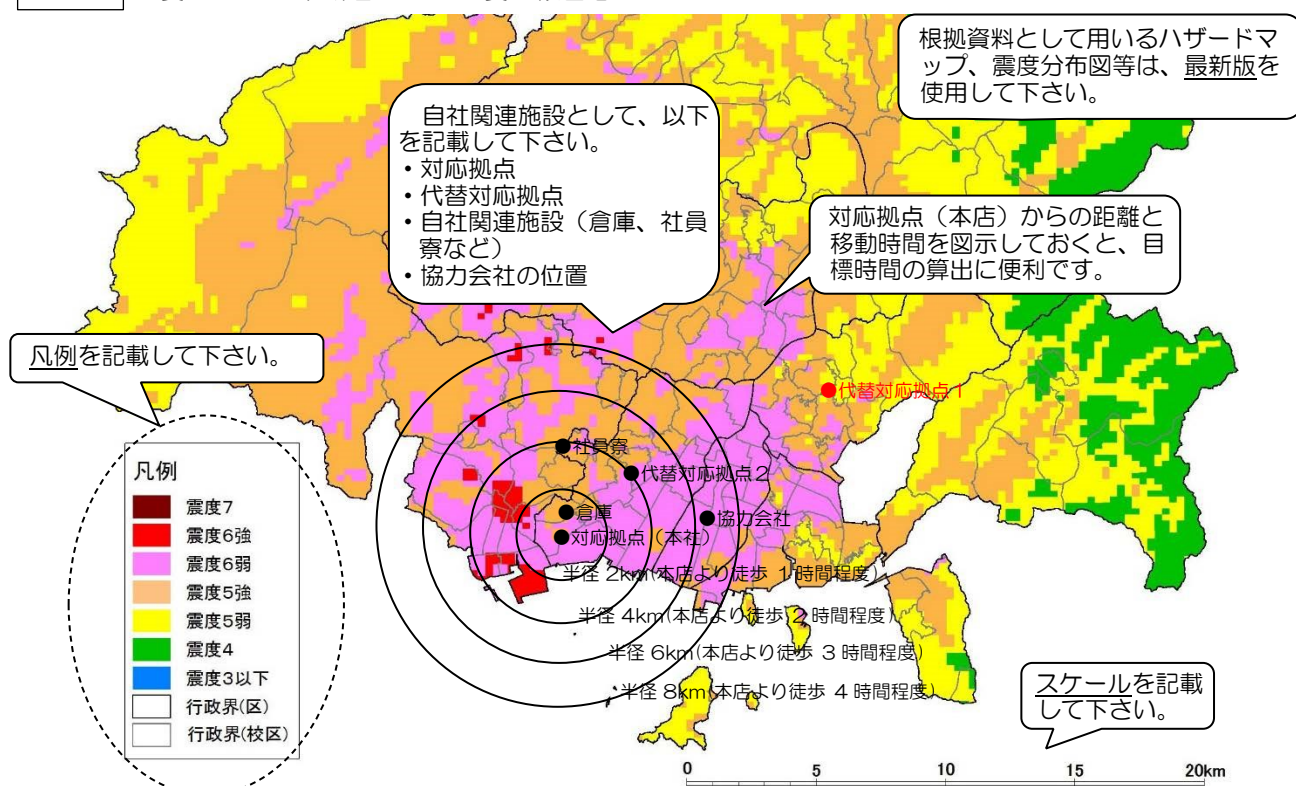 根拠資料として用いるハザードマ
ップ、震度分布図等は、最新版を
使用して下さい。
自社関連施設として、以下
を記載して下さい。
・対応拠点
・代替対応拠点
・自社関連施設（倉庫、社員
寮など）
・協力会社の位置
対応拠点（本店）からの距離と
移動時間を図示しておくと、目
標時間の算出に便利です。
凡例を記載して下さい。
代替対応拠点1
社員寮
代替対応拠点2
倉庫
協力会社
対応拠点（本社）
凡例
震度7
震度6強
震度6弱
震度5強
震度5弱
震度4
震度3以下
行政界(区)
行政界(校区)
半径 2km(本店より徒歩 1時間程度)
半径 4km(本店より徒歩 2時間程度)
半径 6km(本店より徒歩 3時間程度)
半径 8km(本店より徒歩 4時間程度)
スケールを記載
して下さい。
0 5 10 15 20km